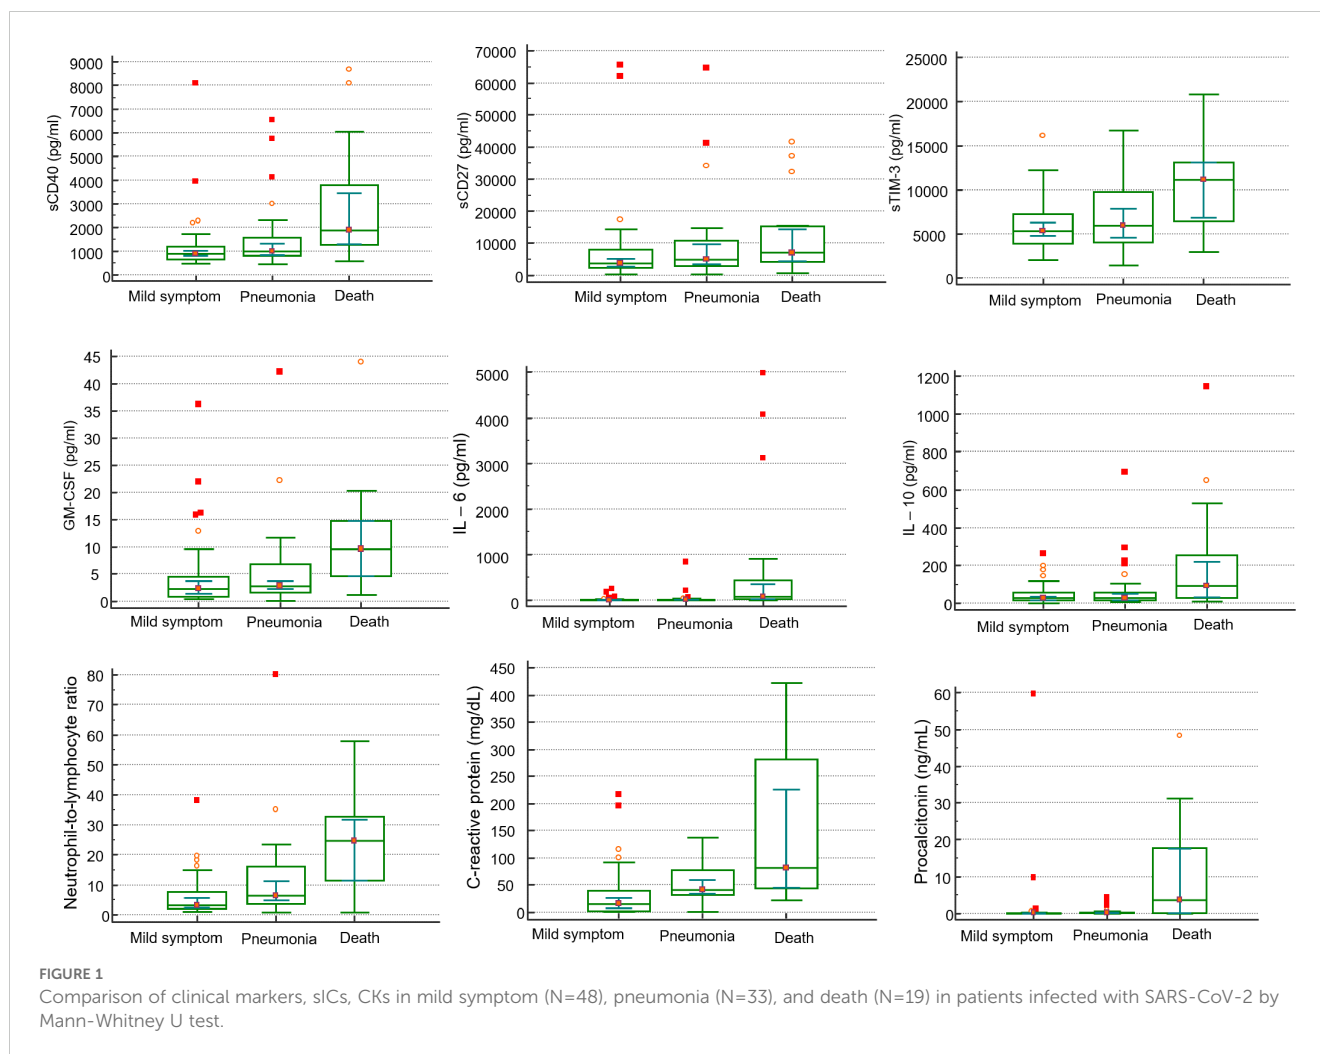 sCD40 (pg/ml)
9000
8000
7000
6000
5000
4000
3000
2000
1000
0
Mild symptom
Pneumonia
Death
sCD27 (pg/ml)
70000
60000
50000
40000
30000
20000
10000
0
Mild symptom
Pneumonia
Death
sTIM-3 (pg/ml)
25000
20000
15000
10000
5000
0
Mild symptom
Pneumonia
Death
GM-CSF (pg/ml)
45
40
35
30
25
20
15
10
5
0
Mild symptom
Pneumonia
Death
IL – 6 (pg/ml)
5000
4000
3000
2000
1000
0
Mild symptom
Pneumonia
Death
IL – 10 (pg/ml)
1200
1000
800
600
400
200
0
Mild symptom
Pneumonia
Death
Neutrophil-to-lymphocyte ratio
80
70
60
50
40
30
20
10
0
Mild symptom
Pneumonia
Death
C-reactive protein (mg/dL)
450
400
350
300
250
200
150
100
50
0
Mild symptom
Pneumonia
Death
Procalcitonin (ng/mL)
60
50
40
30
20
10
0
Mild symptom
Pneumonia
Death
FIGURE 1
Comparison of clinical markers, sICs, CKs in mild symptom (N=48), pneumonia (N=33), and death (N=19) in patients infected with SARS-CoV-2 by
Mann-Whitney U test.